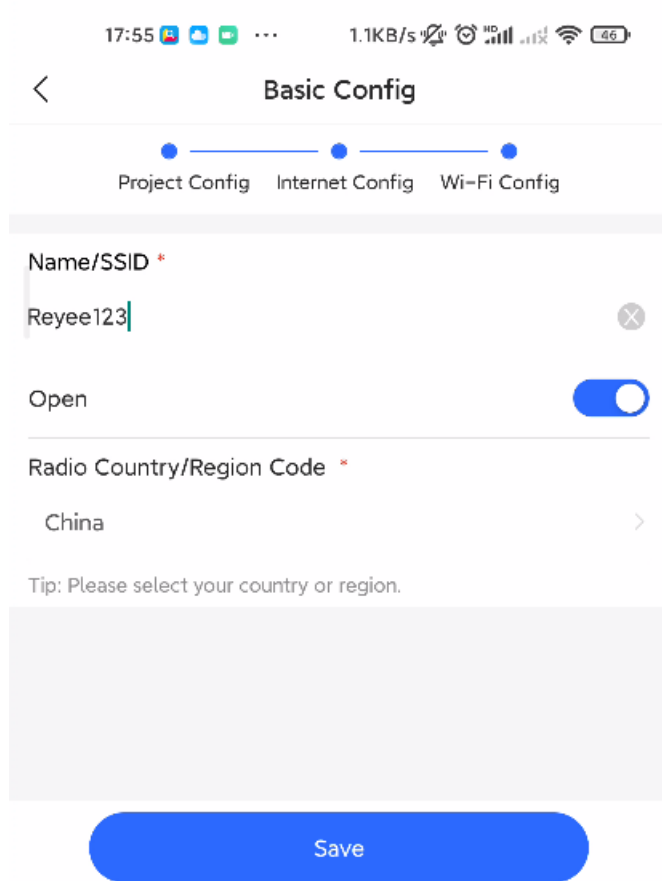 17:55 ··· 1.1KB/s HD 46
Basic Config
Project Config Internet Config Wi-Fi Config
Name/SSID *
Reyee123
Open
Radio Country/Region Code *
China
Tip: Please select your country or region.
Save